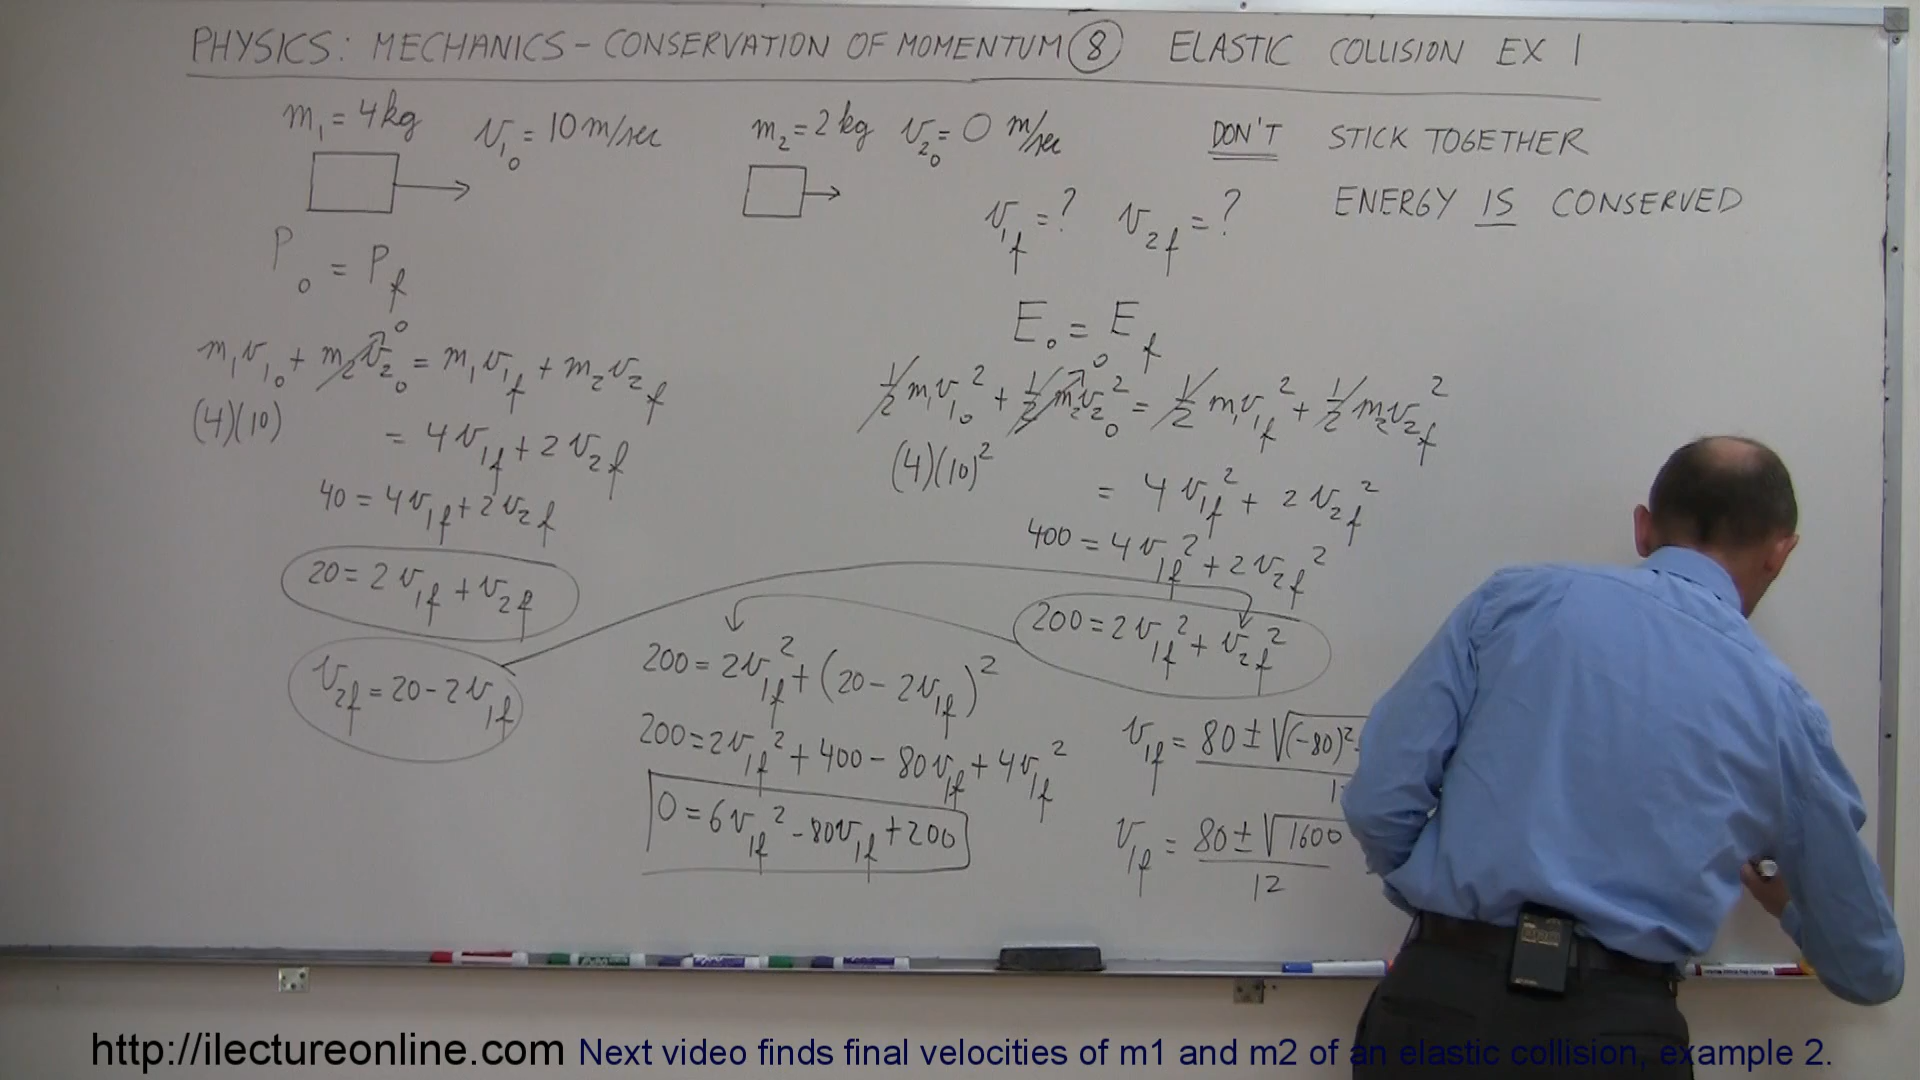 PHYSICS: MECHANICS - CONSERVATION OF MOMENTUM ⑧ ELASTIC COLLISION EX 1
m₁ = 4 kg v₁₀ = 10 m/sec m₂ = 2 kg v₂₀ = 0 m/sec
DON'T STICK TOGETHER
v₁f = ? v₂f = ?
ENERGY IS CONSERVED
P₀ = Pf
m₁v₁₀ + m₂v₂₀ = m₁v₁f + m₂v₂f
0
(4)(10) = 4v₁f + 2v₂f
40 = 4v₁f + 2v₂f
20 = 2v₁f + v₂f
v₂f = 20 - 2v₁f
E₀ = Ef
½m₁v₁₀² + ½m₂v₂₀² = ½m₁v₁f² + ½m₂v₂f²
0
(4)(10)² = 4v₁f² + 2v₂f²
400 = 4v₁f² + 2v₂f²
200 = 2v₁f² + v₂f²
200 = 2v₁f² + (20 - 2v₁f)²
200 = 2v₁f² + 400 - 80v₁f + 4v₁f²
0 = 6v₁f² - 80v₁f + 200
v₁f = 80 ± √(-80)²
v₁f = 80 ± √1600
12
http://ilectureonline.com Next video finds final velocities of m1 and m2 of an elastic collision, example 2.